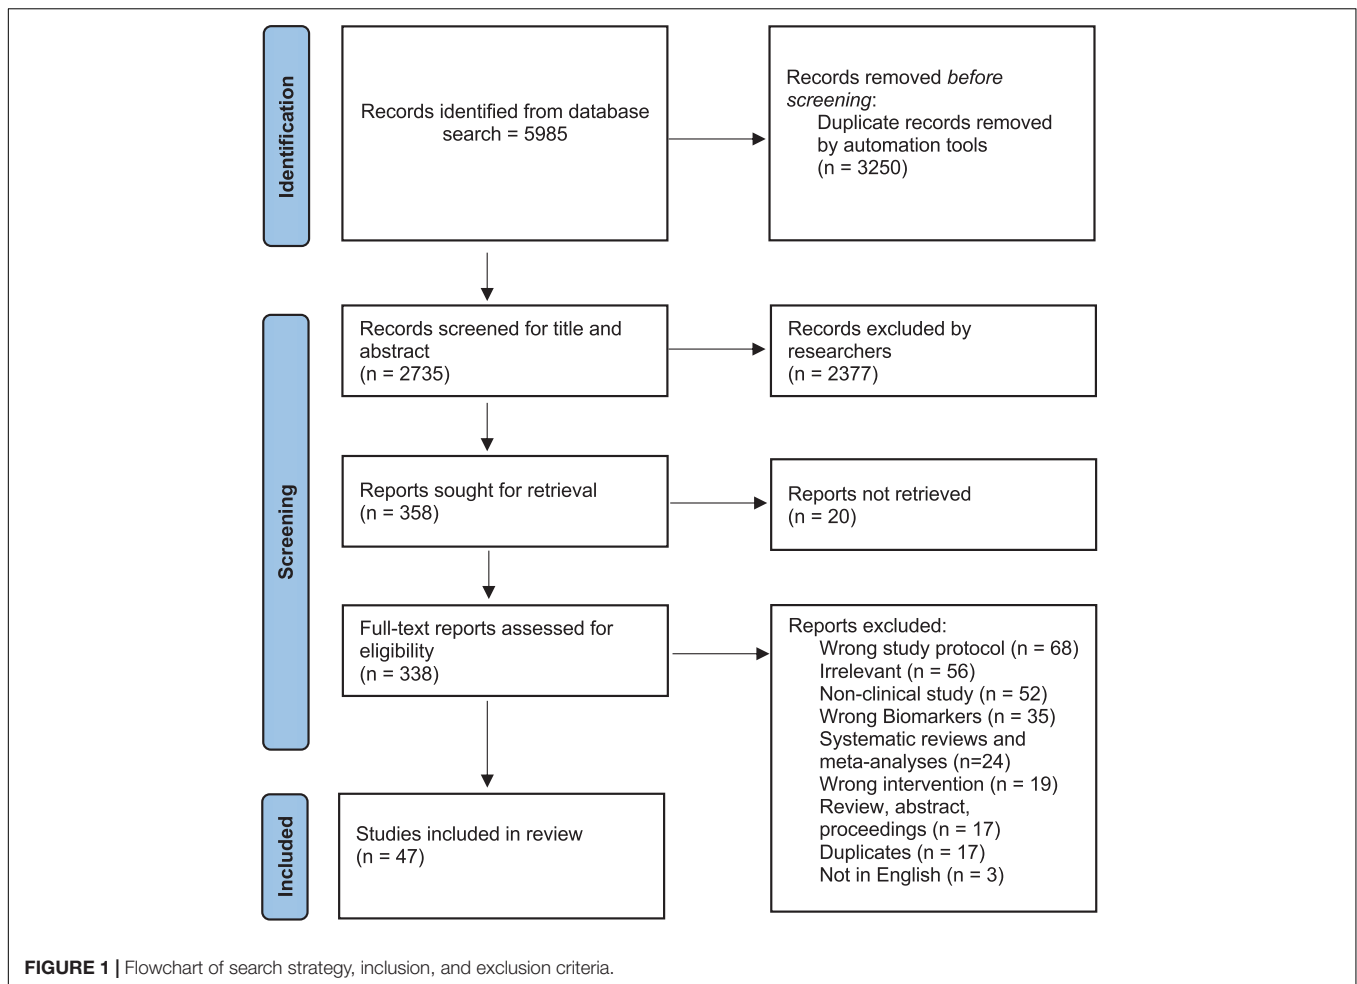 Identification
Records identified from database
search = 5985
Records removed before
screening:
Duplicate records removed
by automation tools
(n = 3250)
Screening
Records screened for title and
abstract
(n = 2735)
Records excluded by
researchers
(n = 2377)
Reports sought for retrieval
(n = 358)
Reports not retrieved
(n = 20)
Full-text reports assessed for
eligibility
(n = 338)
Reports excluded:
Wrong study protocol (n = 68)
Irrelevant (n = 56)
Non-clinical study (n = 52)
Wrong Biomarkers (n = 35)
Systematic reviews and
meta-analyses (n=24)
Wrong intervention (n = 19)
Review, abstract,
proceedings (n = 17)
Duplicates (n = 17)
Not in English (n = 3)
Included
Studies included in review
(n = 47)
FIGURE 1 | Flowchart of search strategy, inclusion, and exclusion criteria.